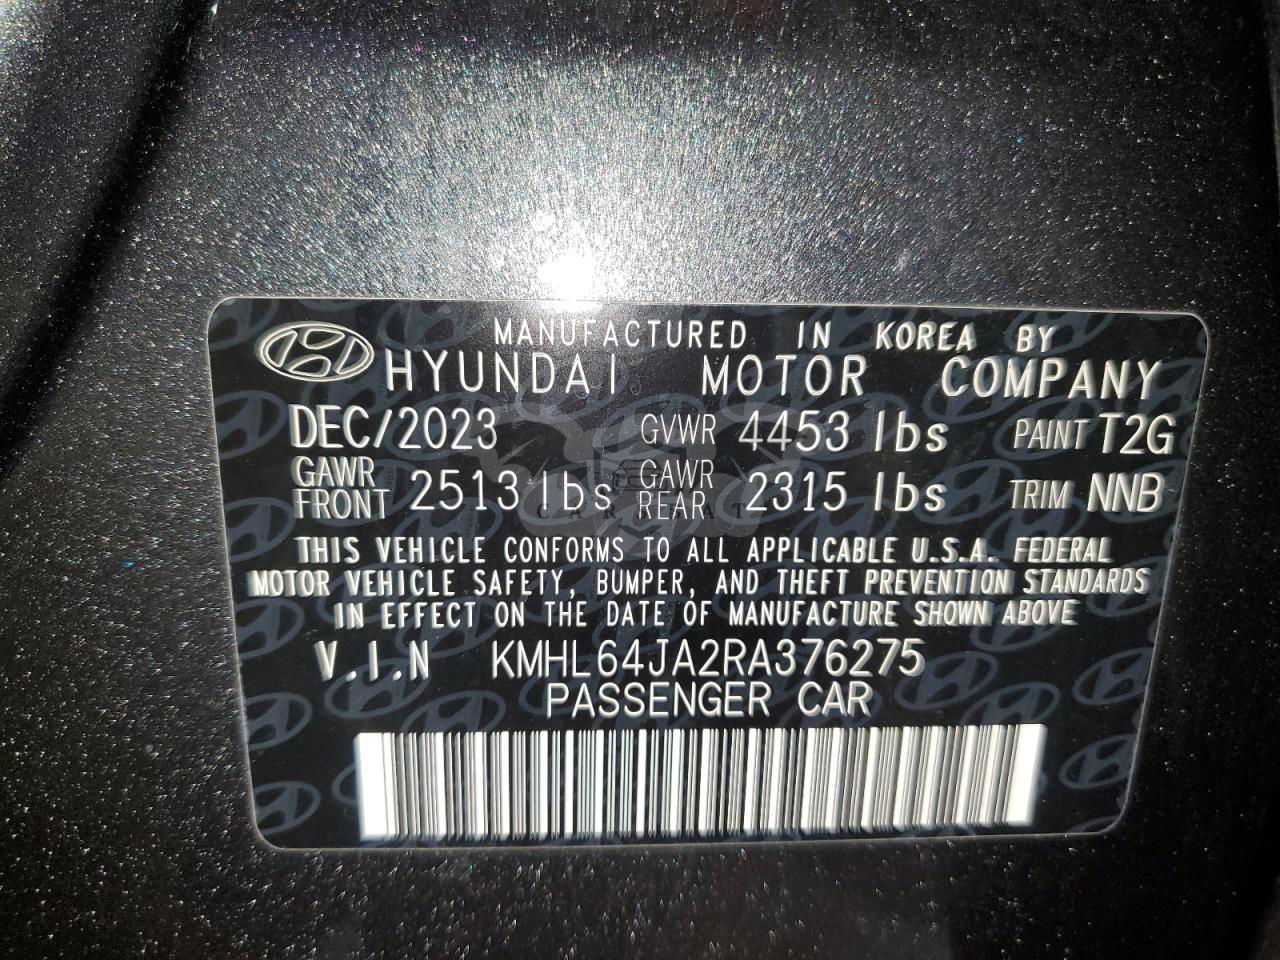 MANUFACTURED IN KOREA BY
HYUNDAI MOTOR COMPANY
DEC/2023 GVWR 4453 lbs PAINT T2G
GAWR FRONT 2513 lbs GAWR REAR 2315 lbs TRIM NNB
THIS VEHICLE CONFORMS TO ALL APPLICABLE U.S.A. FEDERAL
MOTOR VEHICLE SAFETY, BUMPER, AND THEFT PREVENTION STANDARDS
IN EFFECT ON THE DATE OF MANUFACTURE SHOWN ABOVE
V.I.N KMHL64JA2RA376275
PASSENGER CAR